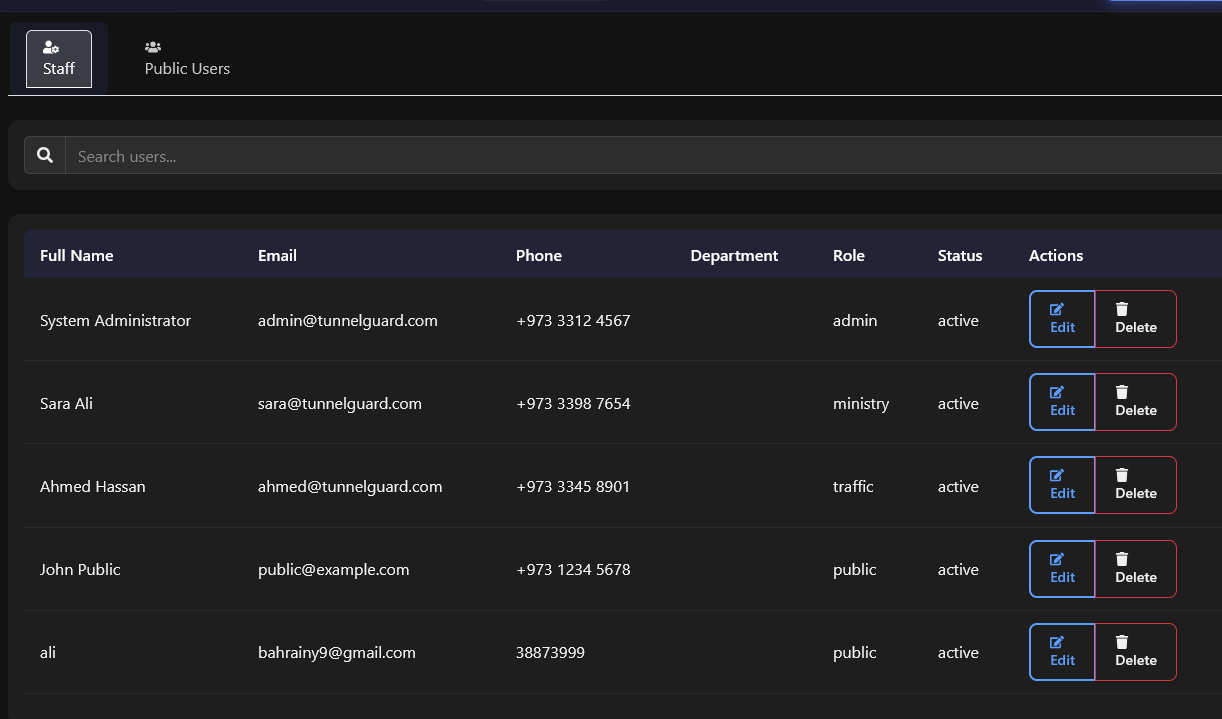 Staff
Public Users
Search users...
Full Name Email Phone Department Role Status Actions
System Administrator admin@tunnelguard.com +973 3312 4567 admin active Edit Delete
Sara Ali sara@tunnelguard.com +973 3398 7654 ministry active Edit Delete
Ahmed Hassan ahmed@tunnelguard.com +973 3345 8901 traffic active Edit Delete
John Public public@example.com +973 1234 5678 public active Edit Delete
ali bahrainy9@gmail.com 38873999 public active Edit Delete